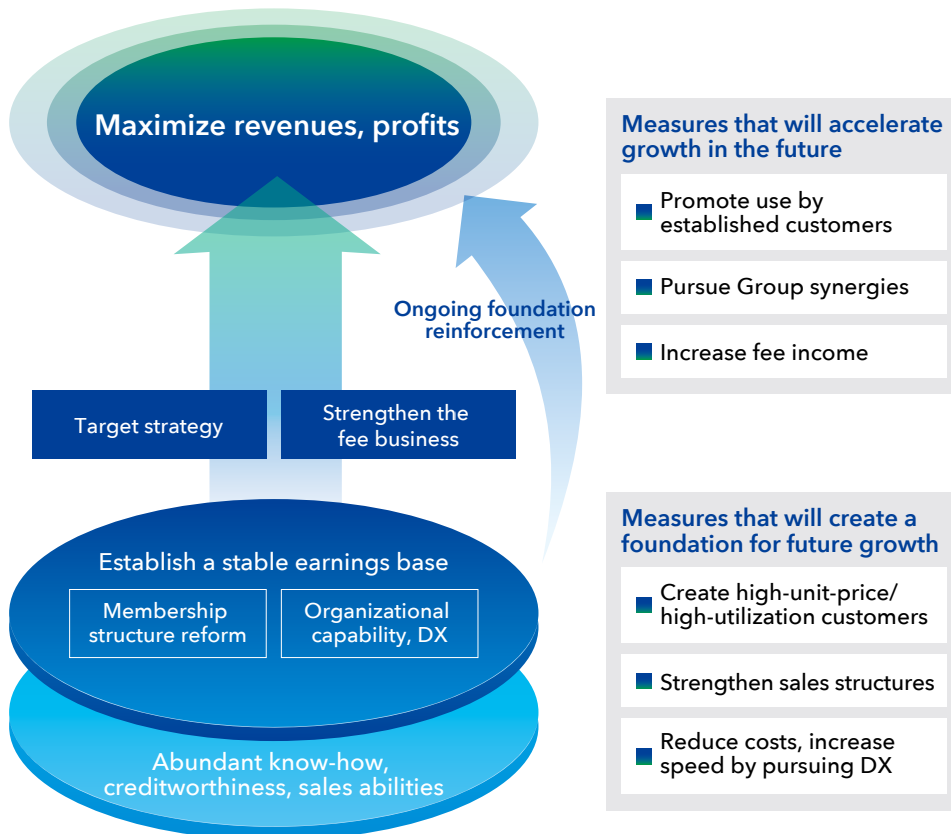 Maximize revenues, profits
Ongoing foundation
reinforcement
Target strategy
Strengthen the
fee business
Establish a stable earnings base
Membership
structure reform
Organizational
capability, DX
Abundant know-how,
creditworthiness, sales abilities
Measures that will accelerate
growth in the future
Promote use by
established customers
Pursue Group synergies
Increase fee income
Measures that will create a
foundation for future growth
Create high-unit-price/
high-utilization customers
Strengthen sales structures
Reduce costs, increase
speed by pursuing DX